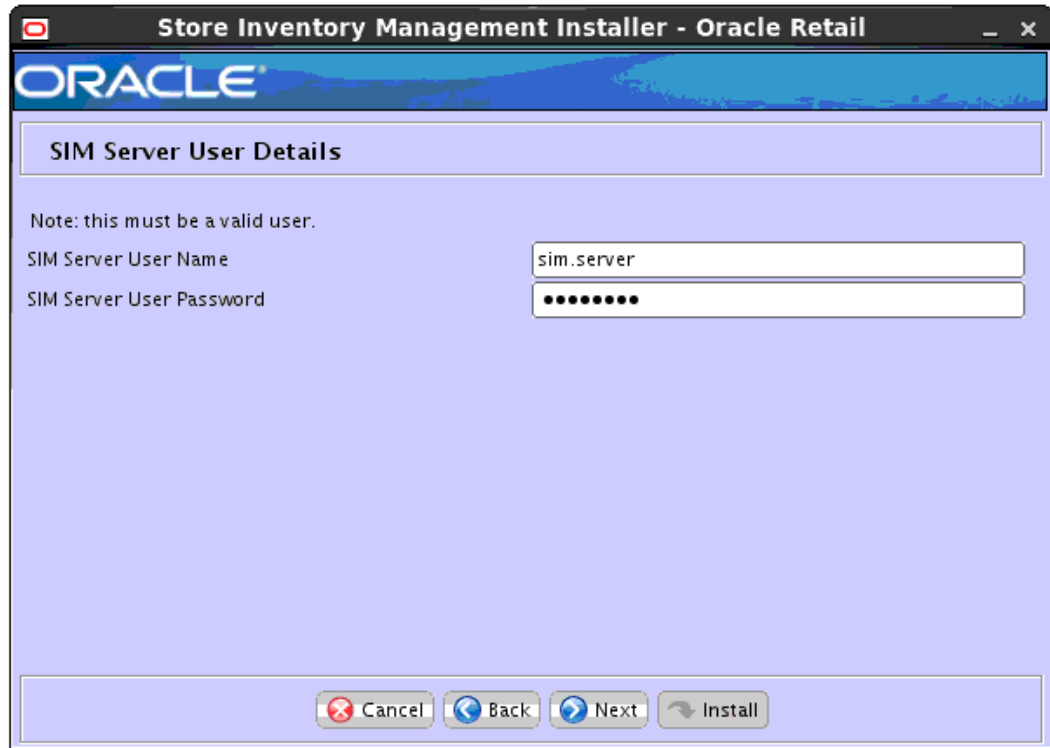 Store Inventory Management Installer - Oracle Retail
ORACLE
SIM Server User Details
Note: this must be a valid user.
SIM Server User Name
sim.server
SIM Server User Password
••••••••
Cancel
Back
Next
Install